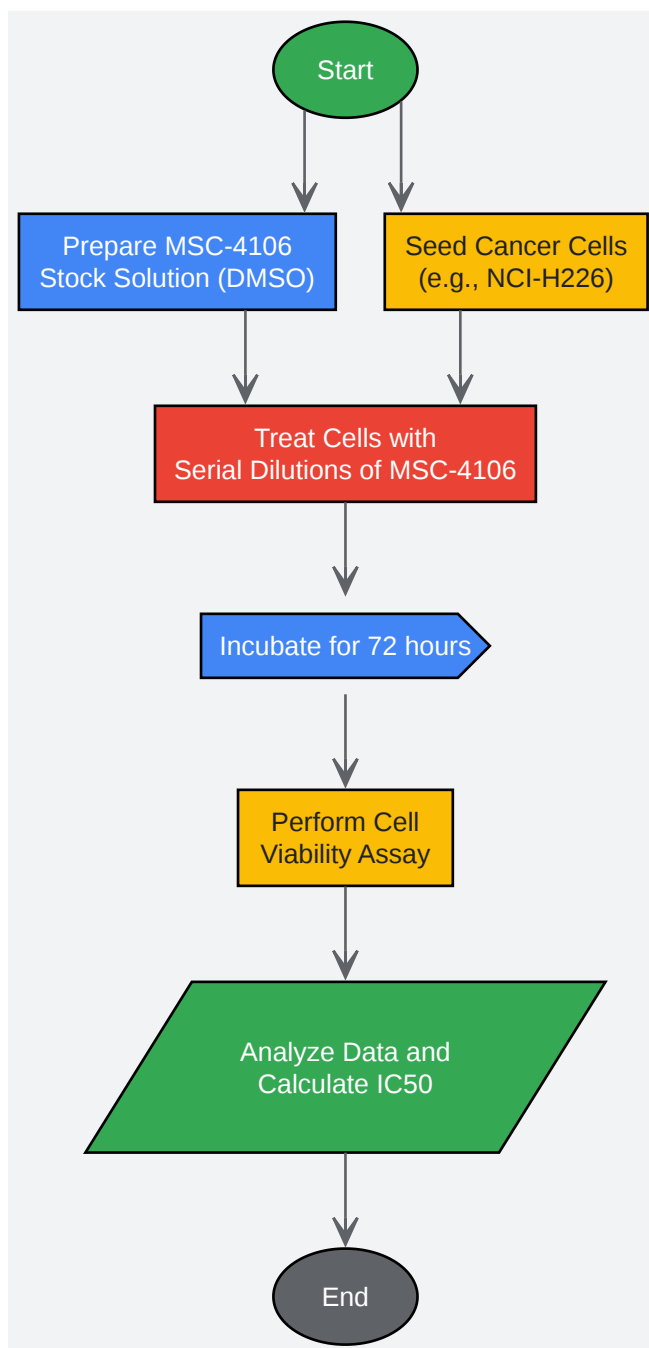 Start
Prepare MSC-4106
Stock Solution (DMSO)
Seed Cancer Cells
(e.g., NCI-H226)
Treat Cells with
Serial Dilutions of MSC-4106
Incubate for 72 hours
Perform Cell
Viability Assay
Analyze Data and
Calculate IC50
End